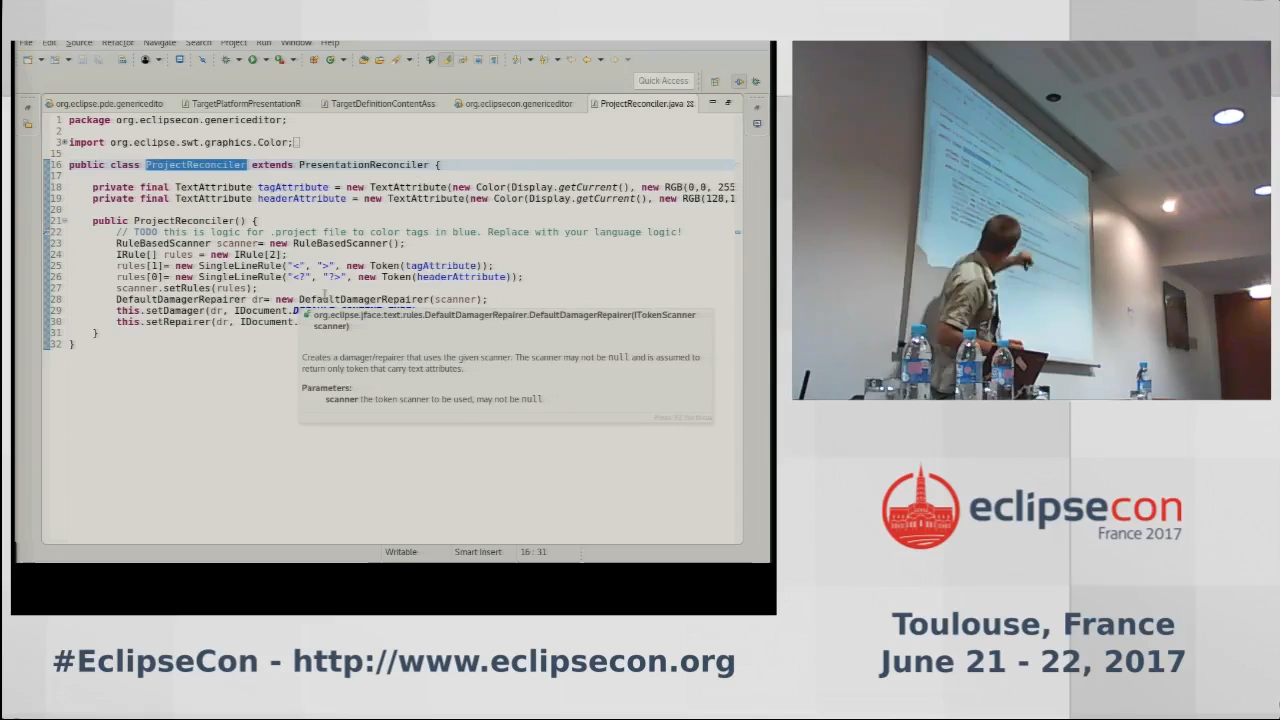 File Edit Source Refactor Navigate Search Project Run Window Help
Quick Access
org.eclipse.pde.genericedito
TargetPlatformPresentationR
TargetDefinitionContentAss
org.eclipsecon.genericeditor
ProjectReconciler.java
1 package org.eclipsecon.genericeditor;
2
3 import org.eclipse.swt.graphics.Color;
15
16 public class ProjectReconciler extends PresentationReconciler {
17
18 private final TextAttribute tagAttribute = new TextAttribute(new Color(Display.getCurrent(), new RGB(0,0, 255
19 private final TextAttribute headerAttribute = new TextAttribute(new Color(Display.getCurrent(), new RGB(128,1
20
21 public ProjectReconciler() {
22 // TODO this is logic for .project file to color tags in blue. Replace with your language logic!
23 RuleBasedScanner scanner= new RuleBasedScanner();
24 IRule[] rules = new IRule[2];
25 rules[1]= new SingleLineRule("<", ">", new Token(tagAttribute));
26 rules[0]= new SingleLineRule("<?", "?>", new Token(headerAttribute));
27 scanner.setRules(rules);
28 DefaultDamagerRepairer dr= new DefaultDamagerRepairer(scanner);
29 this.setDamager(dr, IDocument.
30 this.setRepairer(dr, IDocument.
31 }
32 }
org.eclipse.jface.text.rules.DefaultDamagerRepairer.DefaultDamagerRepairer(ITokenScanner
scanner)
Creates a damager/repairer that uses the given scanner. The scanner may not be null and is assumed to
return only token that carry text attributes.
Parameters:
scanner the token scanner to be used, may not be null
Writable
Smart Insert
16 : 31
eclipsecon
France 2017
Toulouse, France
June 21 - 22, 2017
#EclipseCon - http://www.eclipsecon.org